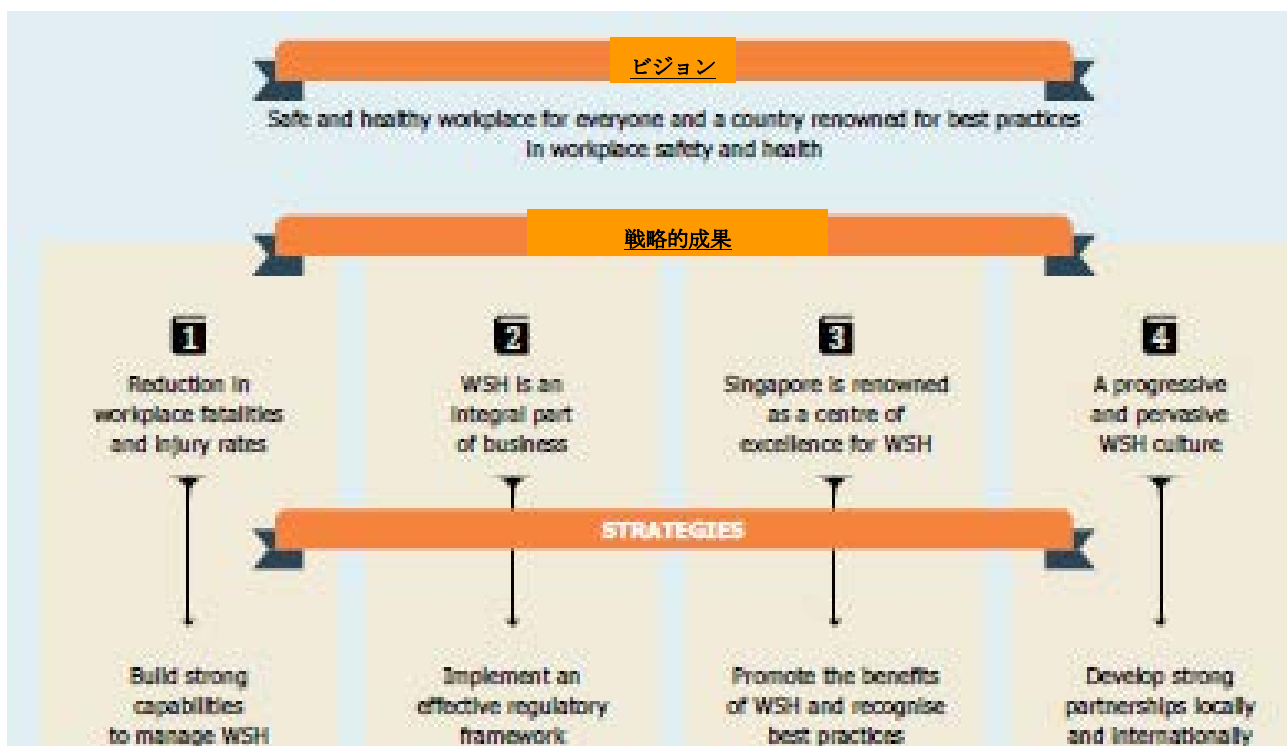 ビジョン
Safe and healthy workplace for everyone and a country renowned for best practices
in workplace safety and health
戦略的成果
1
Reduction in
workplace fatalities
and injury rates
2
WSH is an
integral part
of business
3
Singapore is renowned
as a centre of
excellence for WSH
4
A progressive
and pervasive
WSH culture
STRATEGIES
Build strong
capabilities
to manage WSH
Implement an
effective regulatory
framework
Promote the benefits
of WSH and recognise
best practices
Develop strong
partnerships locally
and internationally